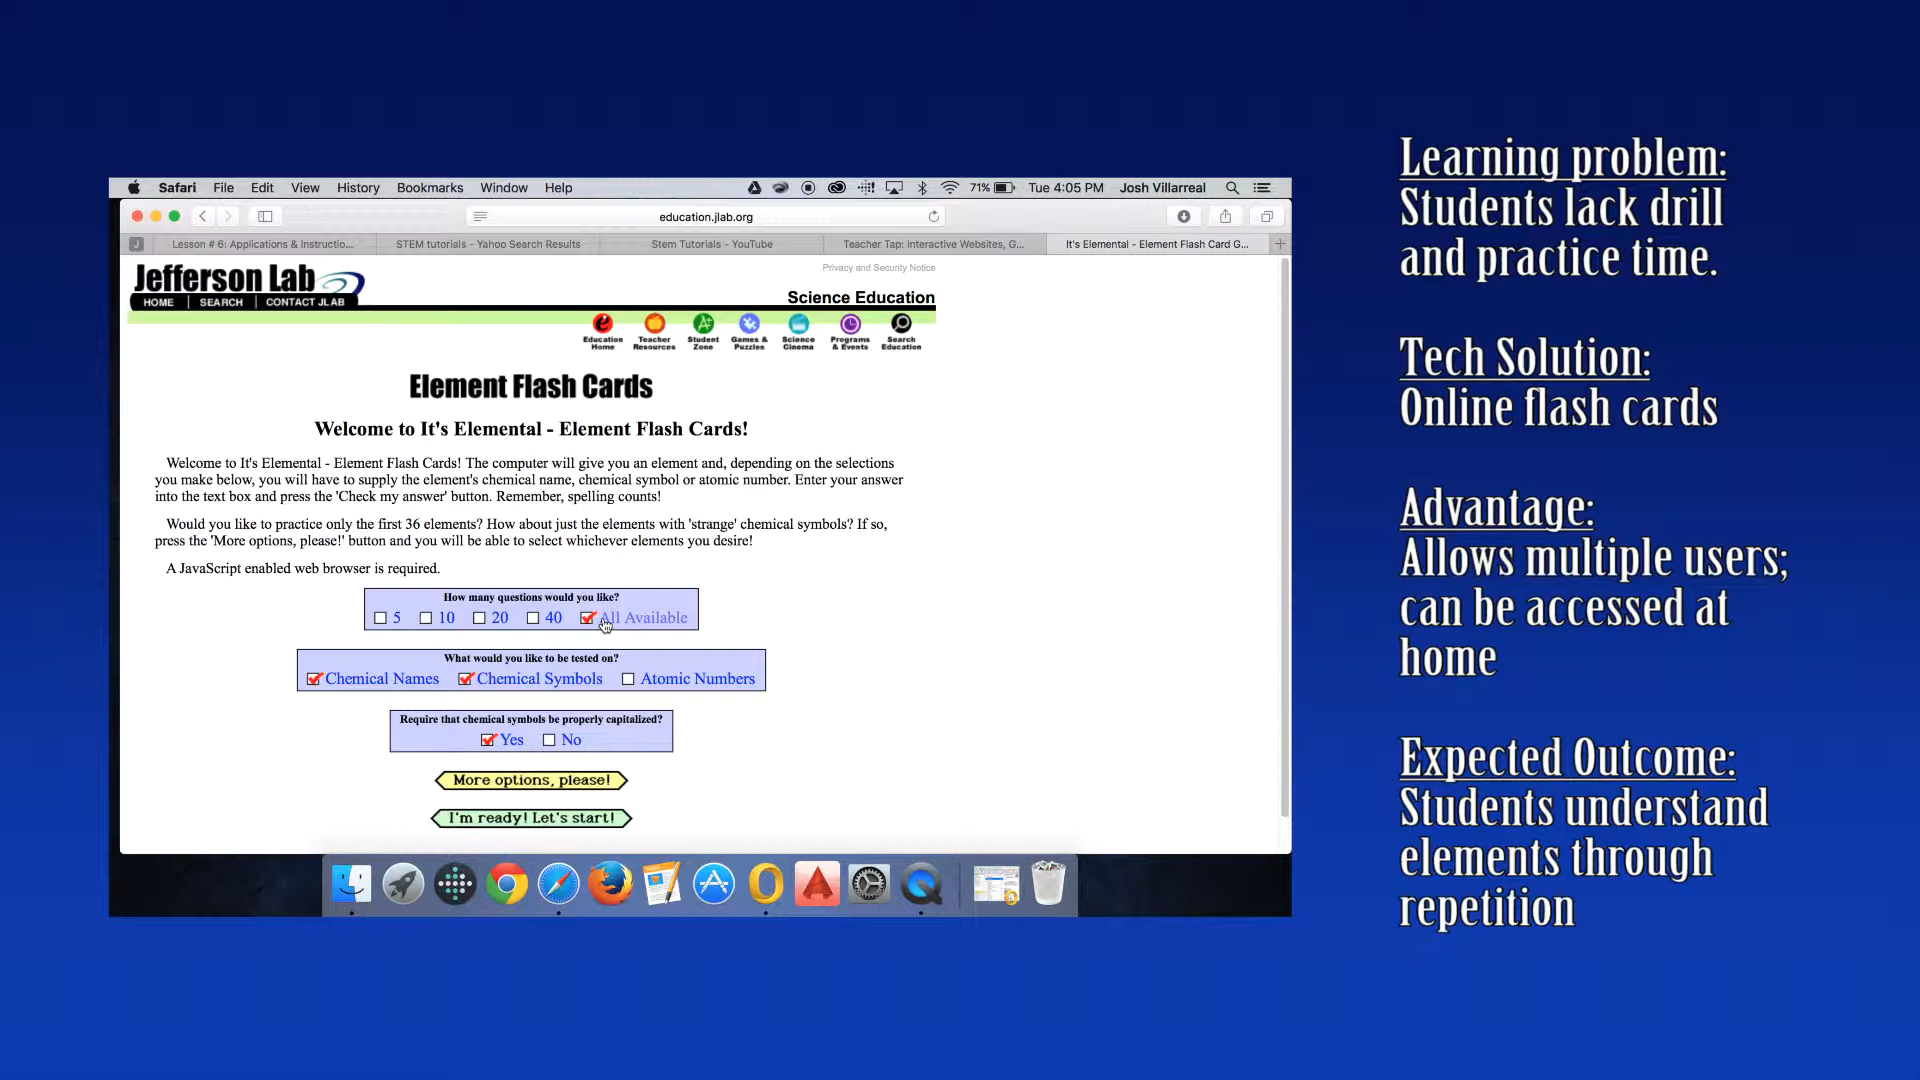 Safari File Edit View History Bookmarks Window Help 71% Tue 4:05 PM Josh Villarreal
education.jlab.org
J Lesson # 6: Applications & Instructio... STEM tutorials - Yahoo Search Results Stem Tutorials - YouTube Teacher Tap: Interactive Websites, G... It's Elemental - Element Flash Card G...
Jefferson Lab
Privacy and Security Notice
HOME | SEARCH | CONTACT JLAB
Science Education
Education Home
Teacher Resources
Student Zone
Games & Puzzles
Science Cinema
Programs & Events
Search Education
Element Flash Cards
Welcome to It's Elemental - Element Flash Cards!
Welcome to It's Elemental - Element Flash Cards! The computer will give you an element and, depending on the selections
you make below, you will have to supply the element's chemical name, chemical symbol or atomic number. Enter your answer
into the text box and press the 'Check my answer' button. Remember, spelling counts!
Would you like to practice only the first 36 elements? How about just the elements with 'strange' chemical symbols? If so,
press the 'More options, please!' button and you will be able to select whichever elements you desire!
A JavaScript enabled web browser is required.
How many questions would you like?
5 10 20 40 All Available
What would you like to be tested on?
Chemical Names Chemical Symbols Atomic Numbers
Require that chemical symbols be properly capitalized?
Yes No
More options, please!
I'm ready! Let's start!
Learning problem:
Students lack drill
and practice time.
Tech Solution:
Online flash cards
Advantage:
Allows multiple users;
can be accessed at
home
Expected Outcome:
Students understand
elements through
repetition